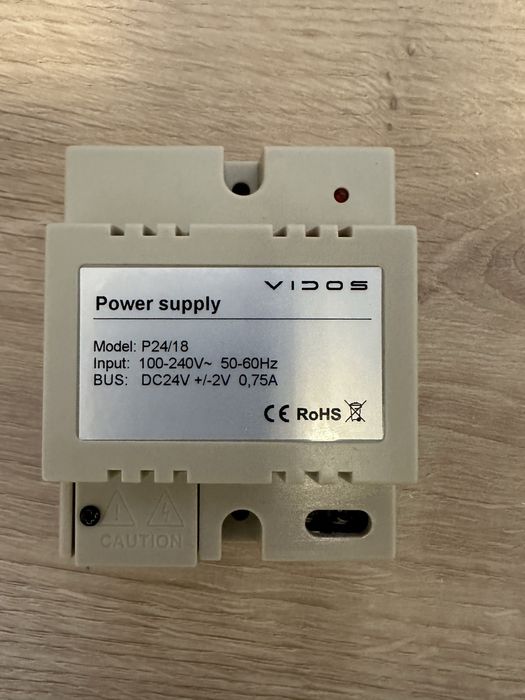 VIDOS
Power supply
Model: P24/18
Input: 100-240V~ 50-60Hz
BUS: DC24V +/-2V 0,75A
CE RoHS
CAUTION